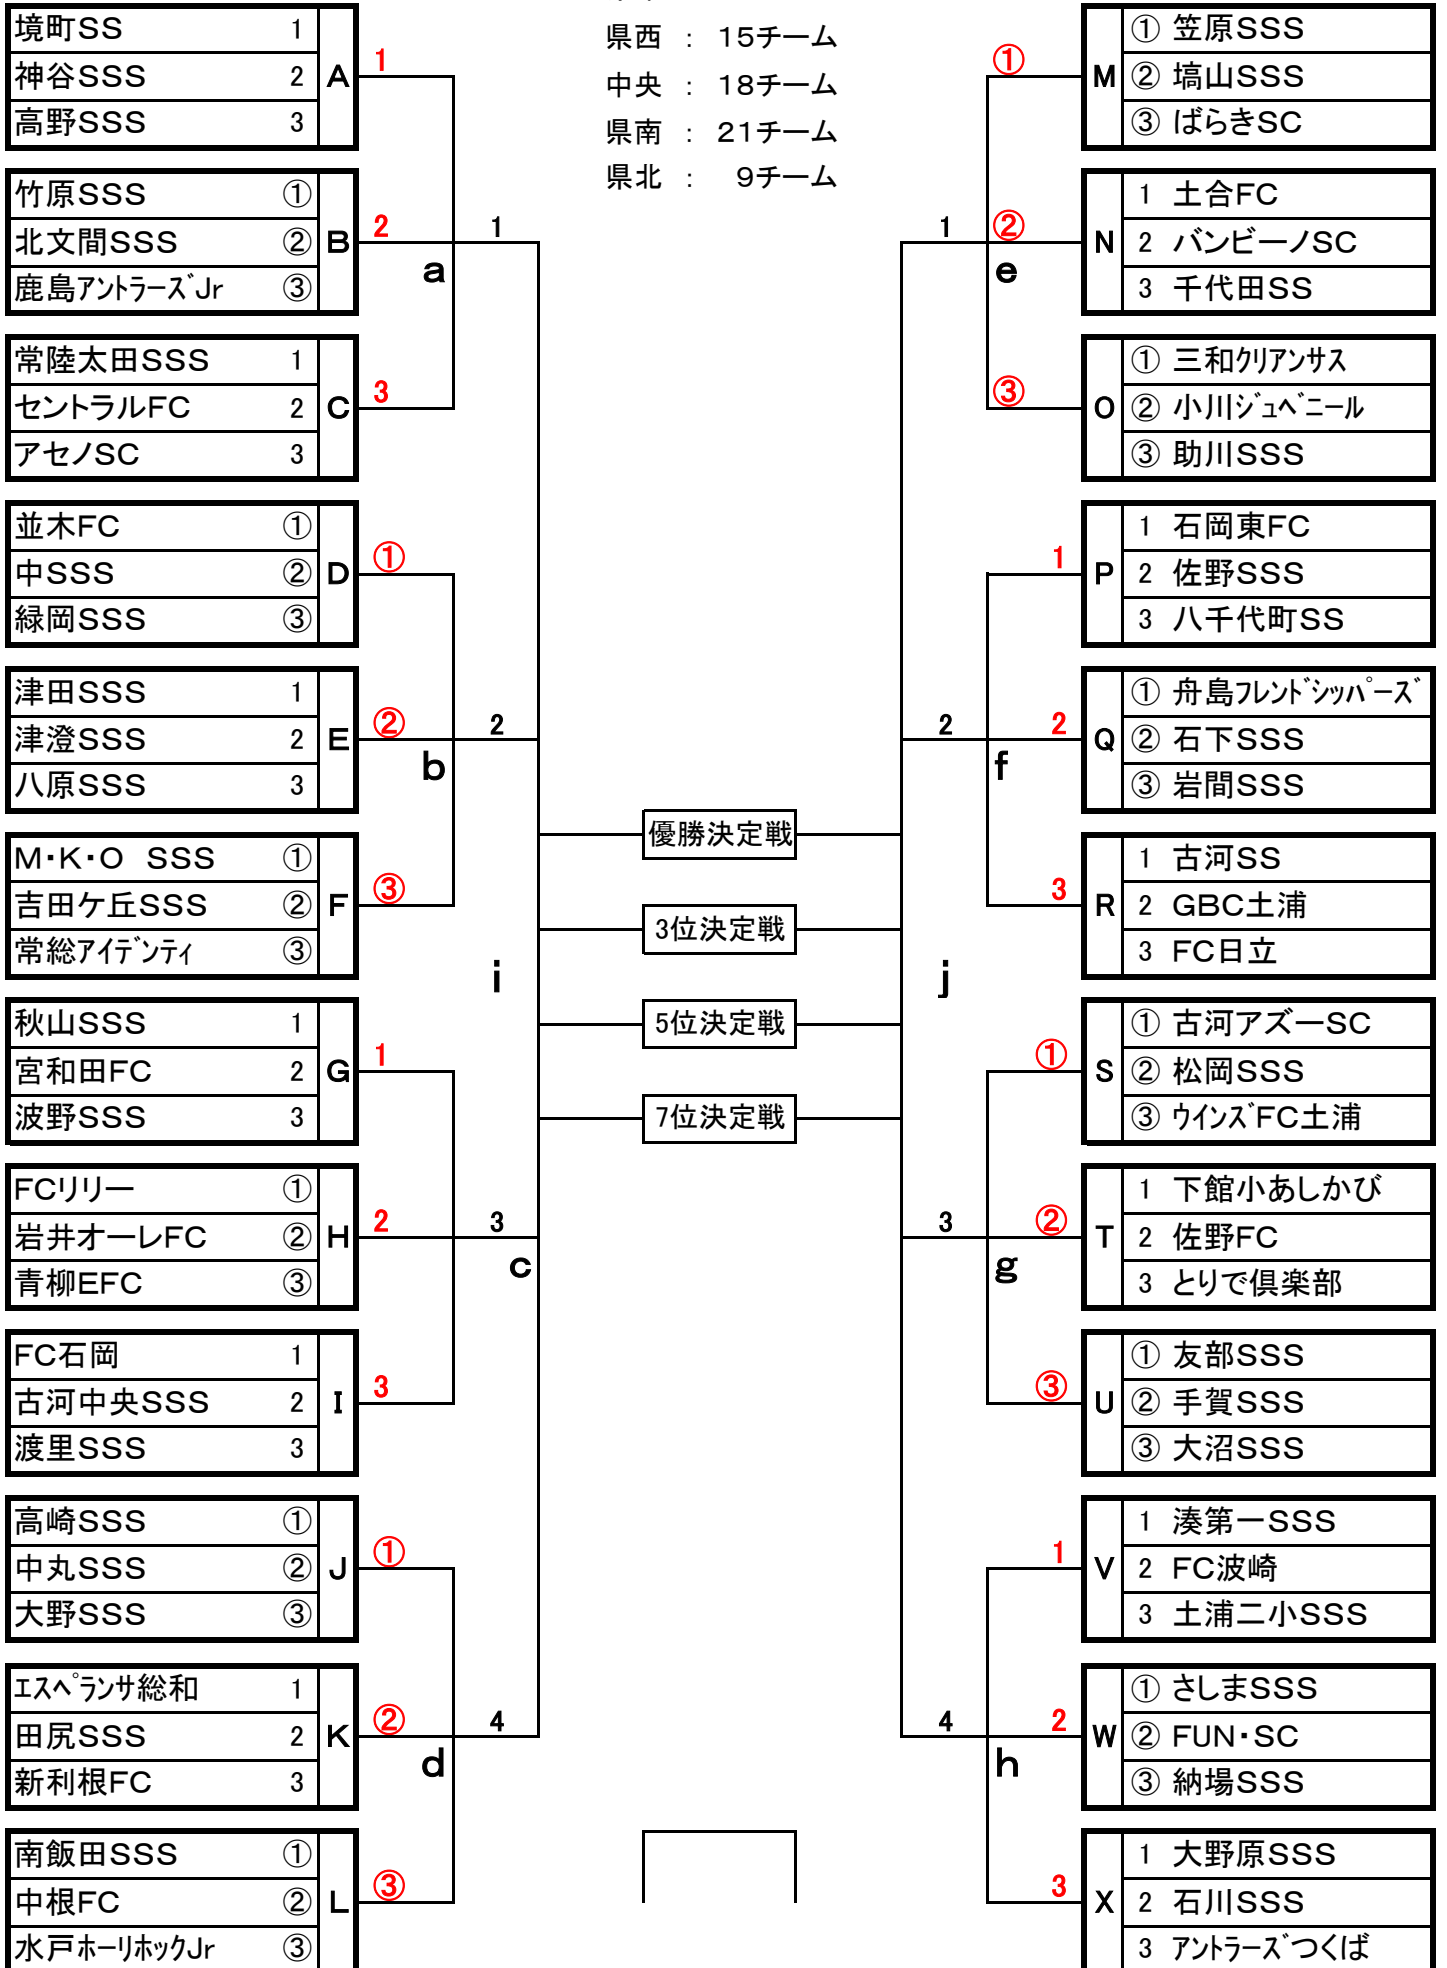 県西 : 15チーム
中央 : 18チーム
県南 : 21チーム
県北 : 9チーム
境町SS 1
神谷SSS 2
高野SSS 3
A 1
竹原SSS ①
北文間SSS ②
鹿島アントラーズJr ③
B 2
常陸太田SSS 1
セントラルFC 2
アセノSC 3
C 3
a 1
並木FC ①
中SSS ②
緑岡SSS ③
D ①
津田SSS 1
津澄SSS 2
八原SSS 3
E ②
M・K・O SSS ①
吉田ケ丘SSS ②
常総アイデンティ ③
F ③
b 2
秋山SSS 1
宮和田FC 2
波野SSS 3
G 1
FCリリー ①
岩井オーレFC ②
青柳EFC ③
H 2
FC石岡 1
古河中央SSS 2
渡里SSS 3
I 3
c 3
高崎SSS ①
中丸SSS ②
大野SSS ③
J ①
エスペランサ総和 1
田尻SSS 2
新利根FC 3
K ②
南飯田SSS ①
中根FC ②
水戸ホーリホックJr ③
L ③
d 4
i
優勝決定戦
3位決定戦
5位決定戦
7位決定戦
j
① M
① 笠原SSS
② 塙山SSS
③ ばらきSC
② N
1 土合FC
2 バンビーノSC
3 千代田SS
③ O
① 三和クリアンサス
② 小川ジュベニール
③ 助川SSS
1 e
1 P
1 石岡東FC
2 佐野SSS
3 八千代町SS
2 Q
① 舟島フレンドシッパーズ
② 石下SSS
③ 岩間SSS
3 R
1 古河SS
2 GBC土浦
3 FC日立
2 f
① S
① 古河アズーSC
② 松岡SSS
③ ウインズFC土浦
② T
1 下館小あしかび
2 佐野FC
3 とりで倶楽部
③ U
① 友部SSS
② 手賀SSS
③ 大沼SSS
3 g
1 V
1 湊第一SSS
2 FC波崎
3 土浦二小SSS
2 W
① さしまSSS
② FUN・SC
③ 納場SSS
3 X
1 大野原SSS
2 石川SSS
3 アントラーズつくば
4 h